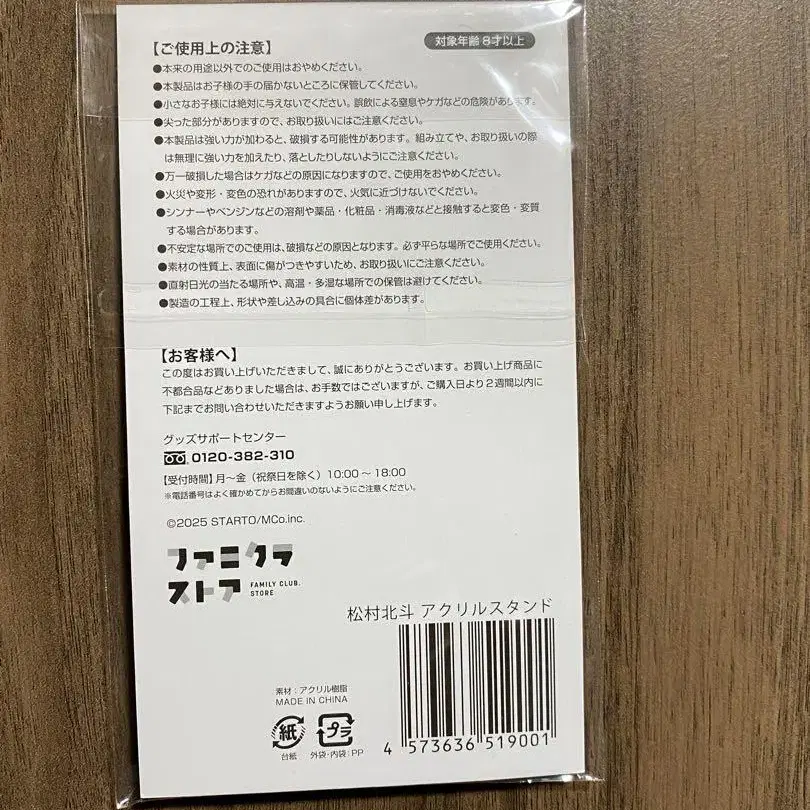 【ご使用上の注意】
対象年齢 8才以上
●本来の用途以外でのご使用はおやめください。
●本製品はお子様の手の届かないところに保管してください。
●小さなお子様には絶対に与えないでください。誤飲による窒息やケガなどの危険があります。
●尖った部分がありますので、お取り扱いにはご注意ください。
●本製品は強い力が加わると、破損する可能性があります。組み立てや、お取り扱いの際
は無理に強い力を加えたり、落としたりしないようにご注意ください。
●万一破損した場合はケガなどの原因になりますので、ご使用をおやめください。
●火災や変形・変色の恐れがありますので、火気に近づけないでください。
●シンナーやベンジンなどの溶剤や薬品・化粧品・消毒液などと接触すると変色・変質
する場合があります。
●不安定な場所でのご使用は、破損などの原因となります。必ず平らな場所でご使用ください。
●素材の性質上、表面に傷がつきやすいため、お取り扱いにご注意ください。
●直射日光の当たる場所や、高温・多湿な場所での保管は避けてください。
●製造の工程上、形状や差し込みの具合に個体差があります。
【お客様へ】
この度はお買い上げいただきまして、誠にありがとうございます。お買い上げ商品に
不都合品などありました場合は、お手数ではございますが、ご購入日より2週間以内に
下記までお問い合わせいただきますようお願い申し上げます。
グッズサポートセンター
0120-382-310
【受付時間】月〜金（祝祭日を除く）10:00〜18:00
※電話番号はよく確かめてからお間違いのないようにご注意ください。
©2025 STARTO/MCo.inc.
ファミクラ
ストア
FAMILY CLUB.
STORE
松村北斗 アクリルスタンド
素材：アクリル樹脂
MADE IN CHINA
紙
プラ
台紙
外袋・内袋：PP
4 573636 519001